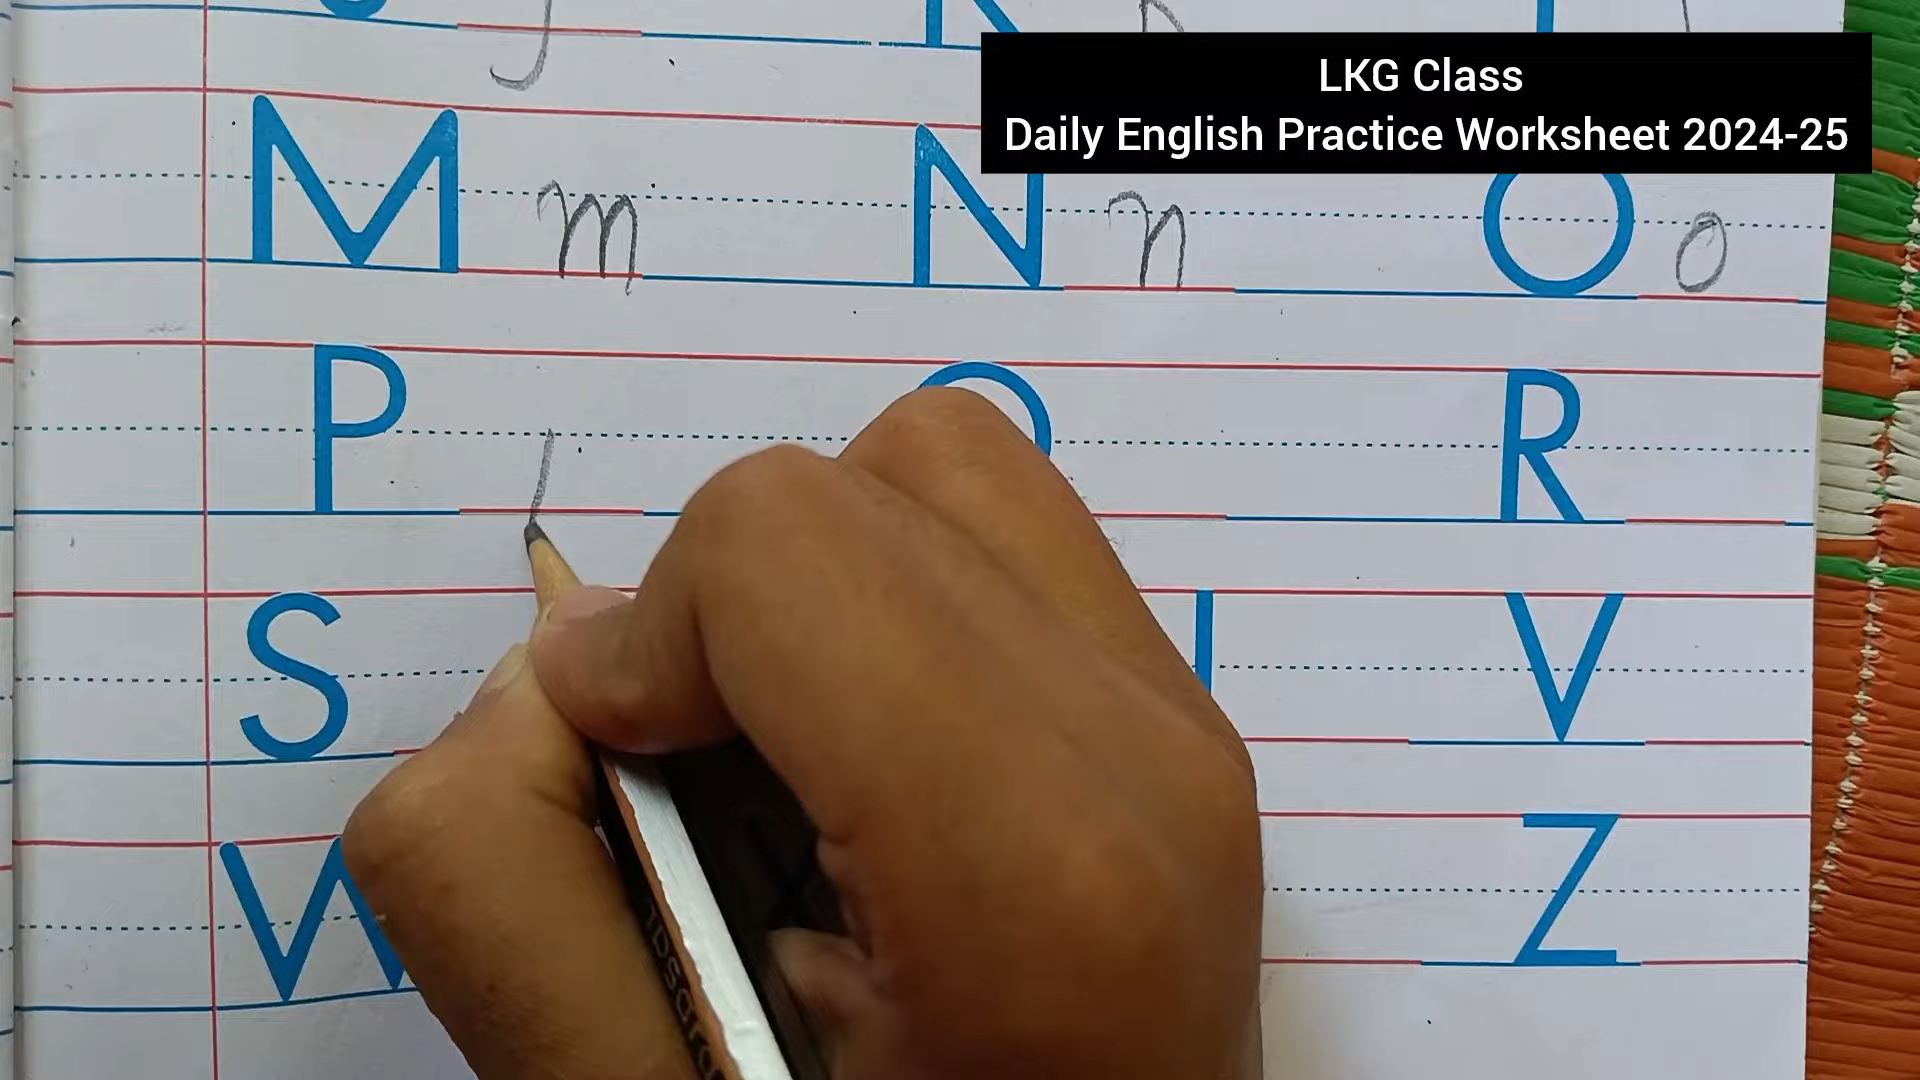 LKG Class
Daily English Practice Worksheet 2024-25
M m N n O o
P R
S V
W Z